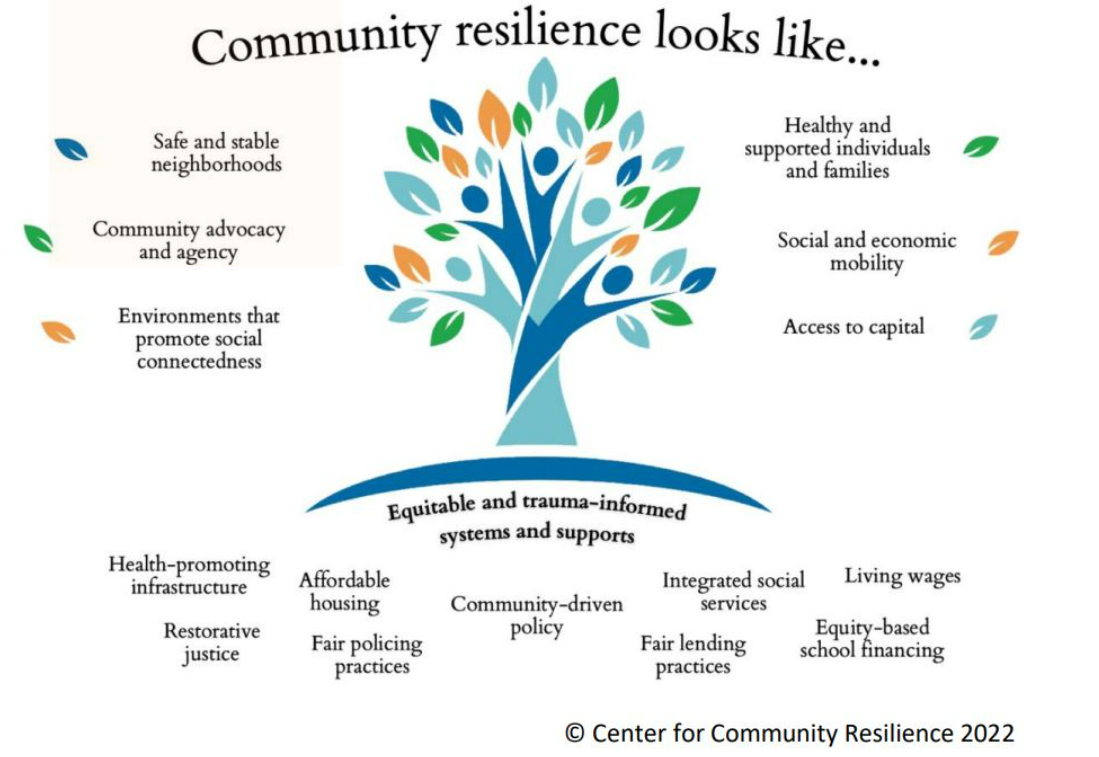 Community resilience looks like...
Safe and stable
neighborhoods
Community advocacy
and agency
Environments that
promote social
connectedness
Healthy and
supported individuals
and families
Social and economic
mobility
Access to capital
Equitable and trauma-informed
systems and supports
Health-promoting
infrastructure
Affordable
housing
Community-driven
policy
Integrated social
services
Living wages
Restorative
justice
Fair policing
practices
Fair lending
practices
Equity-based
school financing
© Center for Community Resilience 2022